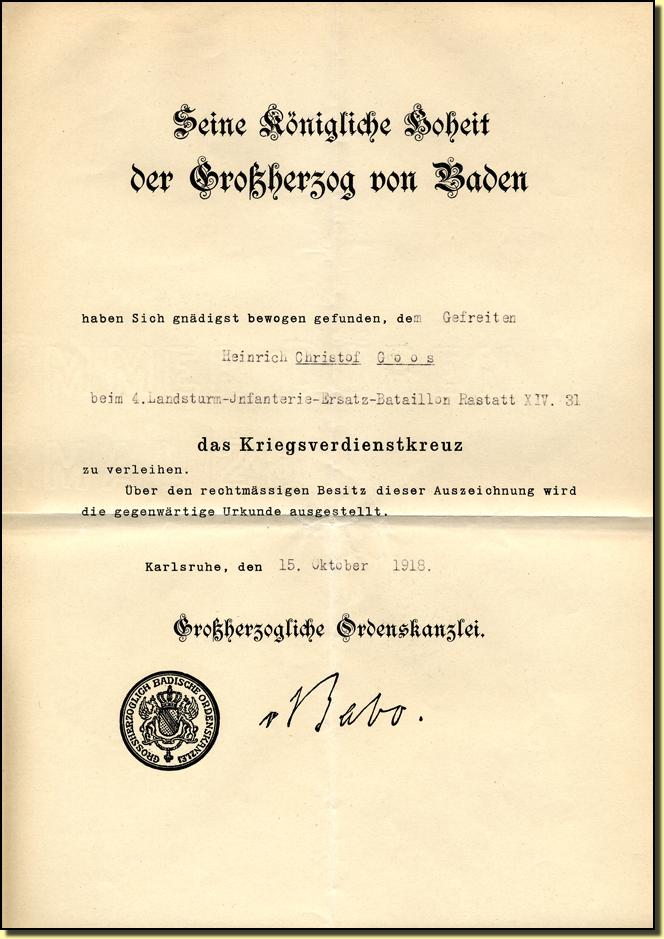 Seine Königliche Hoheit
der Großherzog von Baden
haben Sich gnädigst bewogen gefunden, dem Gefreiten
Heinrich Christof Goos
beim 4.Landsturm-Jnfanterie-Ersatz-Bataillon Rastatt XIV. 31
das Kriegsverdienstkreuz
zu verleihen.
Über den rechtmässigen Besitz dieser Auszeichnung wird
die gegenwärtige Urkunde ausgestellt.
Karlsruhe, den 15. Oktober 1918.
Großherzogliche Ordenskanzlei.
GROSSHERZOGLICH BADISCHE ORDENSKANZLEI
v Babo.